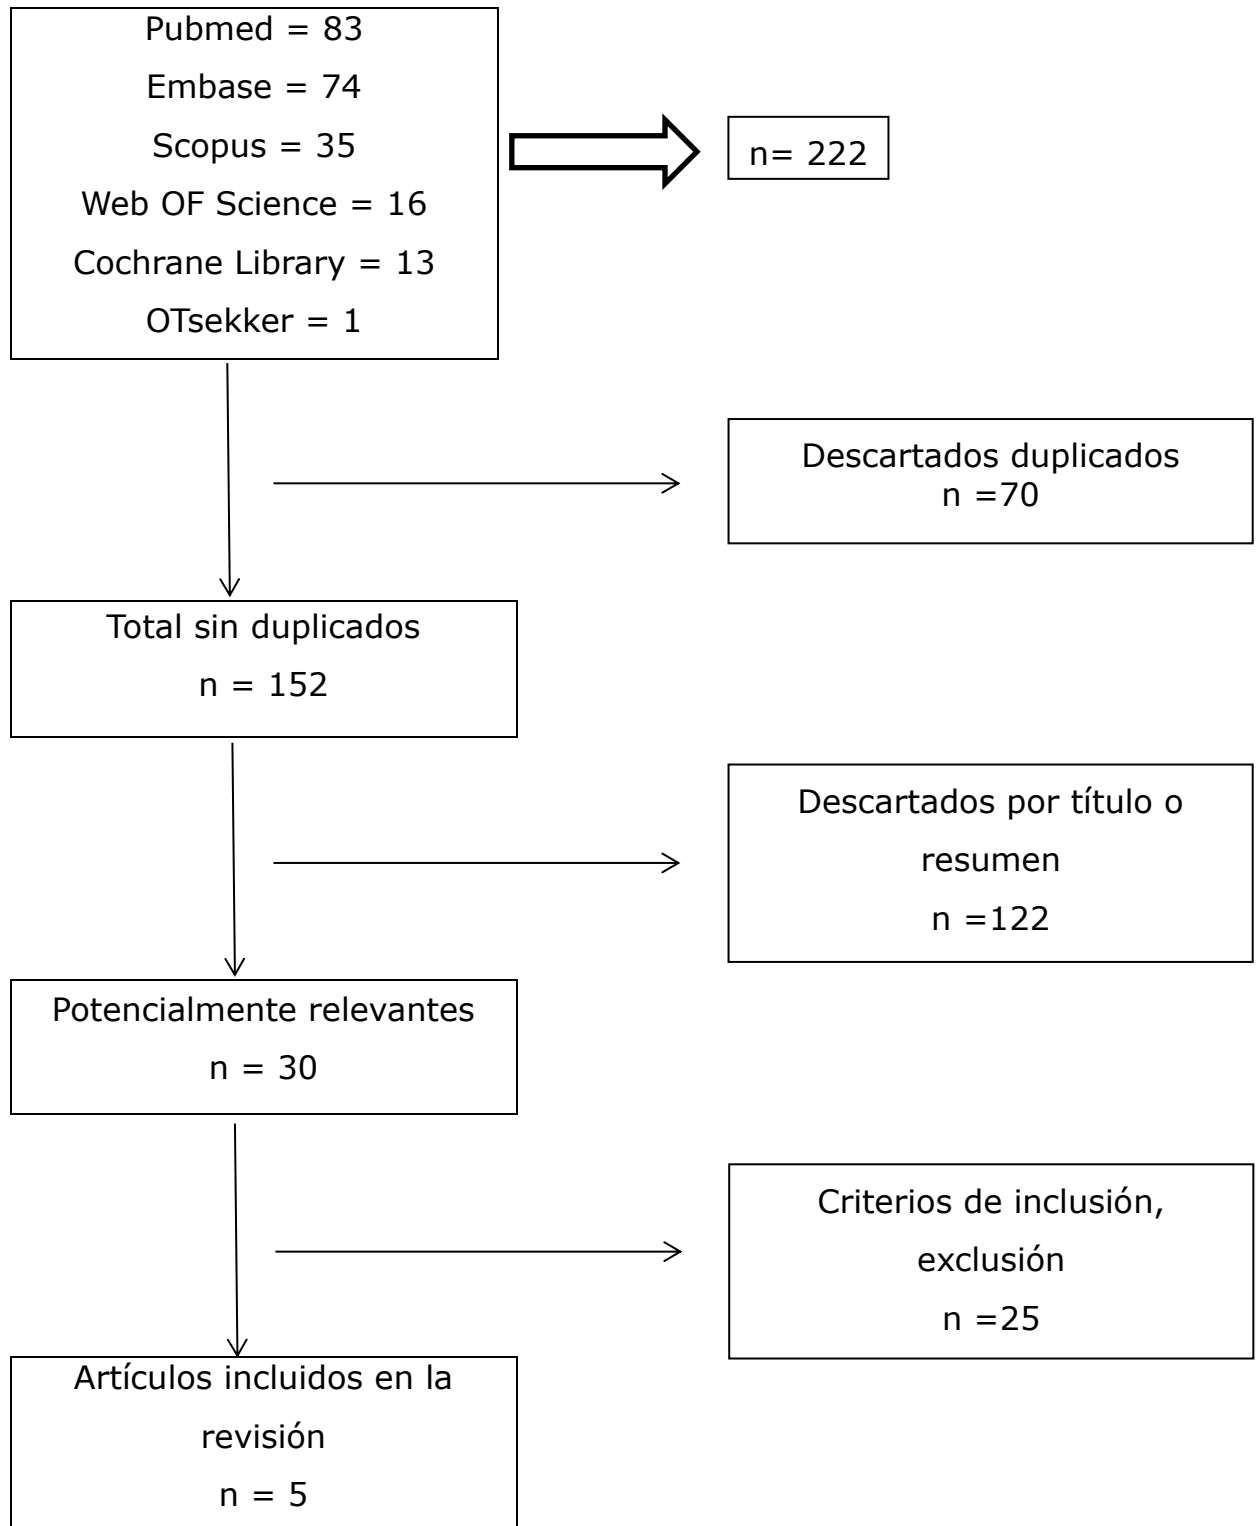 Pubmed = 83
Embase = 74
Scopus = 35
Web OF Science = 16
Cochrane Library = 13
OTsekker = 1
n= 222
Descartados duplicados
n =70
Total sin duplicados
n = 152
Descartados por título o
resumen
n =122
Potencialmente relevantes
n = 30
Criterios de inclusión,
exclusión
n =25
Artículos incluidos en la
revisión
n = 5